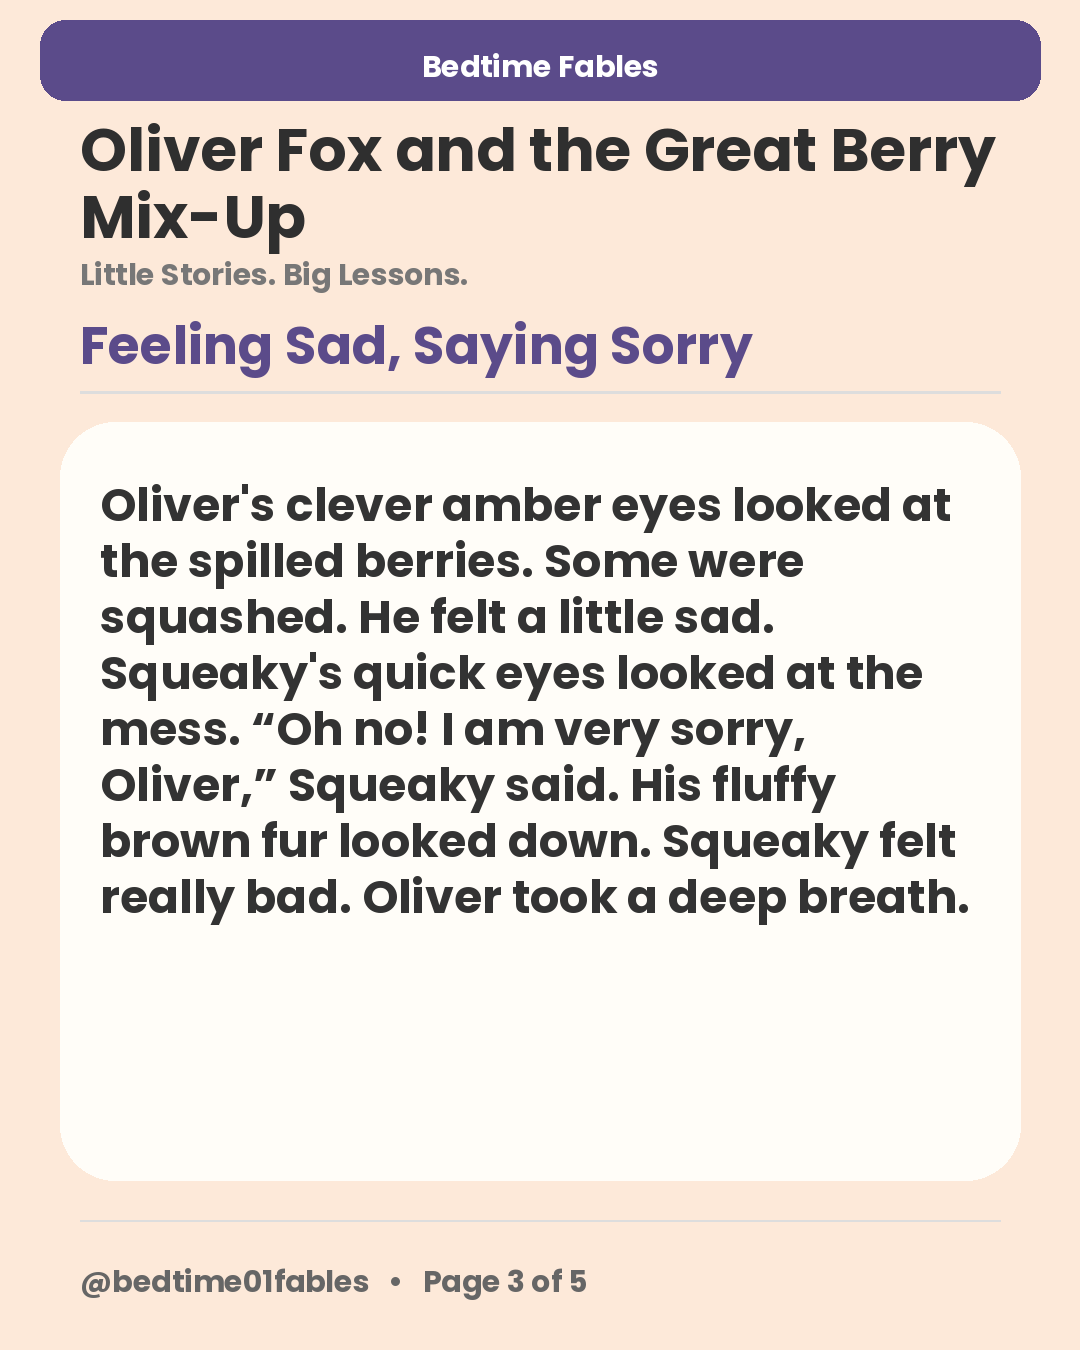 Bedtime Fables
Oliver Fox and the Great Berry
Mix-Up
Little Stories. Big Lessons.
Feeling Sad, Saying Sorry
Oliver's clever amber eyes looked at
the spilled berries. Some were
squashed. He felt a little sad.
Squeaky's quick eyes looked at the
mess. “Oh no! I am very sorry,
Oliver,” Squeaky said. His fluffy
brown fur looked down. Squeaky felt
really bad. Oliver took a deep breath.
@bedtime01fables • Page 3 of 5